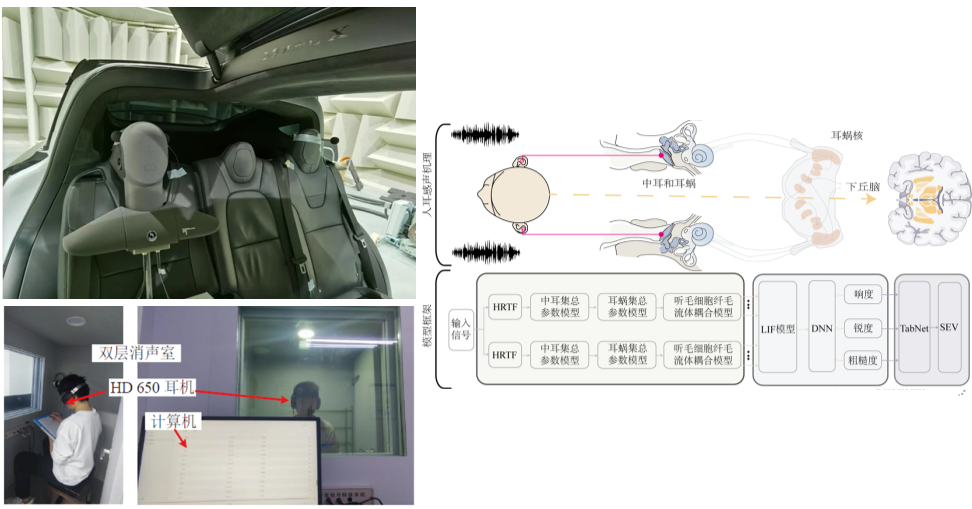 双层消声室
HD 650 耳机
计算机
人耳感声机理
中耳和耳蜗
耳蜗核
下丘脑
模型框架
输入
信号
HRTF
中耳集总
参数模型
耳蜗集总
参数模型
听毛细胞纤毛
流体耦合模型
HRTF
中耳集总
参数模型
耳蜗集总
参数模型
听毛细胞纤毛
流体耦合模型
LIF模型
DNN
响度
锐度
粗糙度
TabNet
SEV